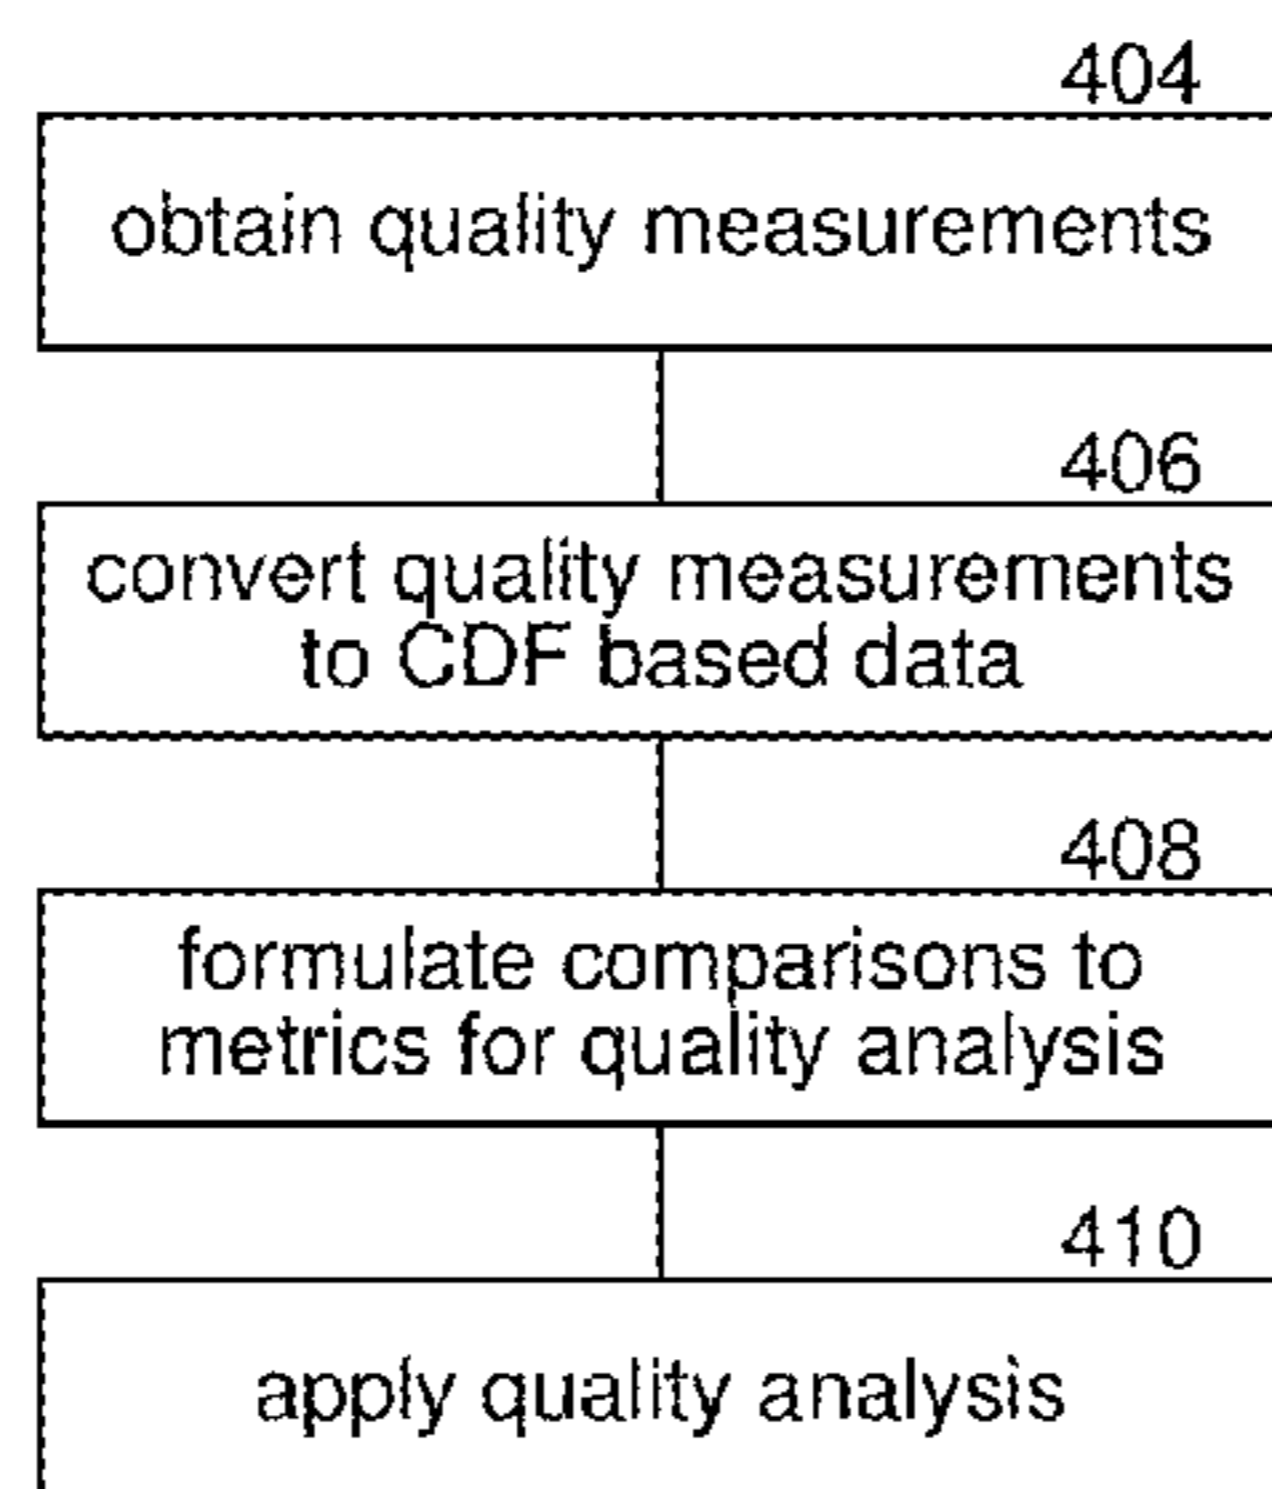 404
obtain quality measurements
406
convert quality measurements
to CDF based data
408
formulate comparisons to
metrics for quality analysis
410
apply quality analysis